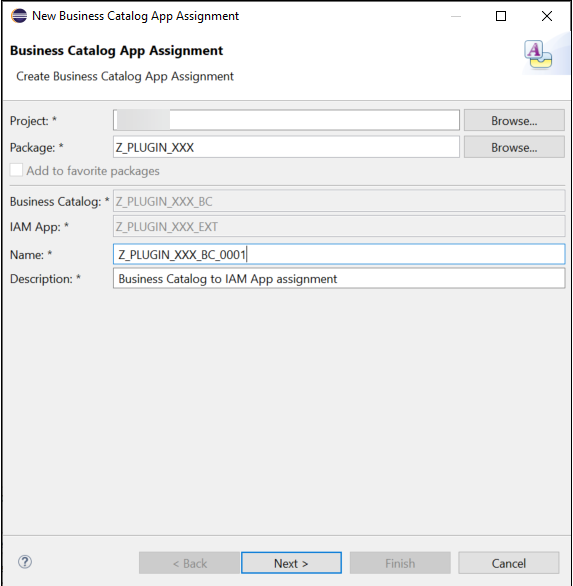 New Business Catalog App Assignment
Business Catalog App Assignment
Create Business Catalog App Assignment
Project: * Browse...
Package: * Z_PLUGIN_XXX Browse...
Add to favorite packages
Business Catalog: * Z_PLUGIN_XXX_BC
IAM App: * Z_PLUGIN_XXX_EXT
Name: * Z_PLUGIN_XXX_BC_0001
Description: * Business Catalog to IAM App assignment
? < Back Next > Finish Cancel